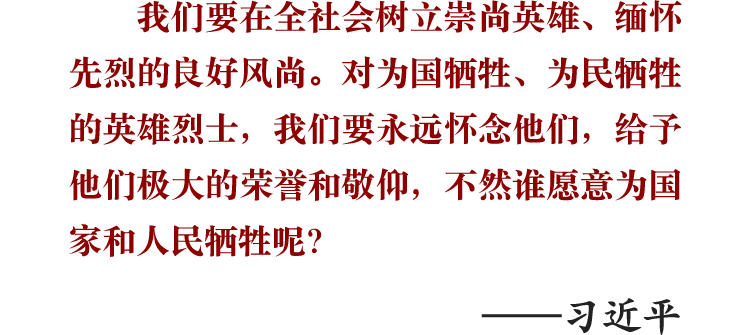 我们要在全社会树立崇尚英雄、缅怀
先烈的良好风尚。对为国牺牲、为民牺牲
的英雄烈士，我们要永远怀念他们，给予
他们极大的荣誉和敬仰，不然谁愿意为国
家和人民牺牲呢？
——习近平